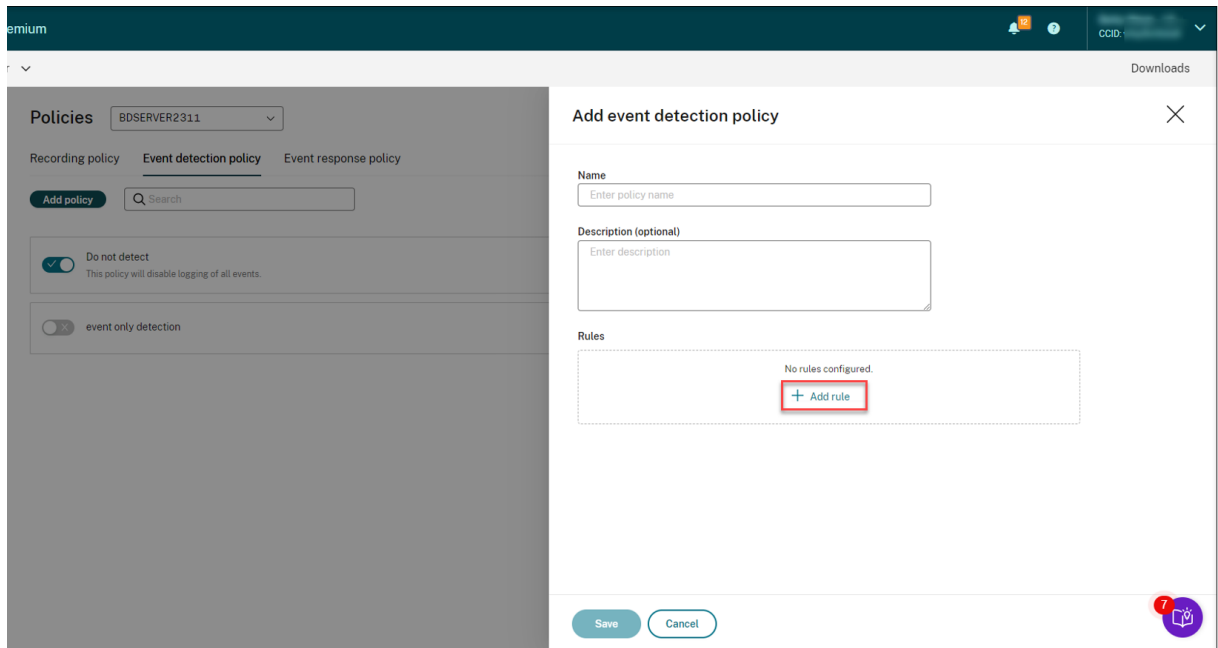 emium
12
?
CCID:
r
Downloads
Policies
BDSERVER2311
Recording policy
Event detection policy
Event response policy
Add policy
Search
Do not detect
This policy will disable logging of all events.
event only detection
Add event detection policy
Name
Enter policy name
Description (optional)
Enter description
Rules
No rules configured.
+ Add rule
Save
Cancel
7